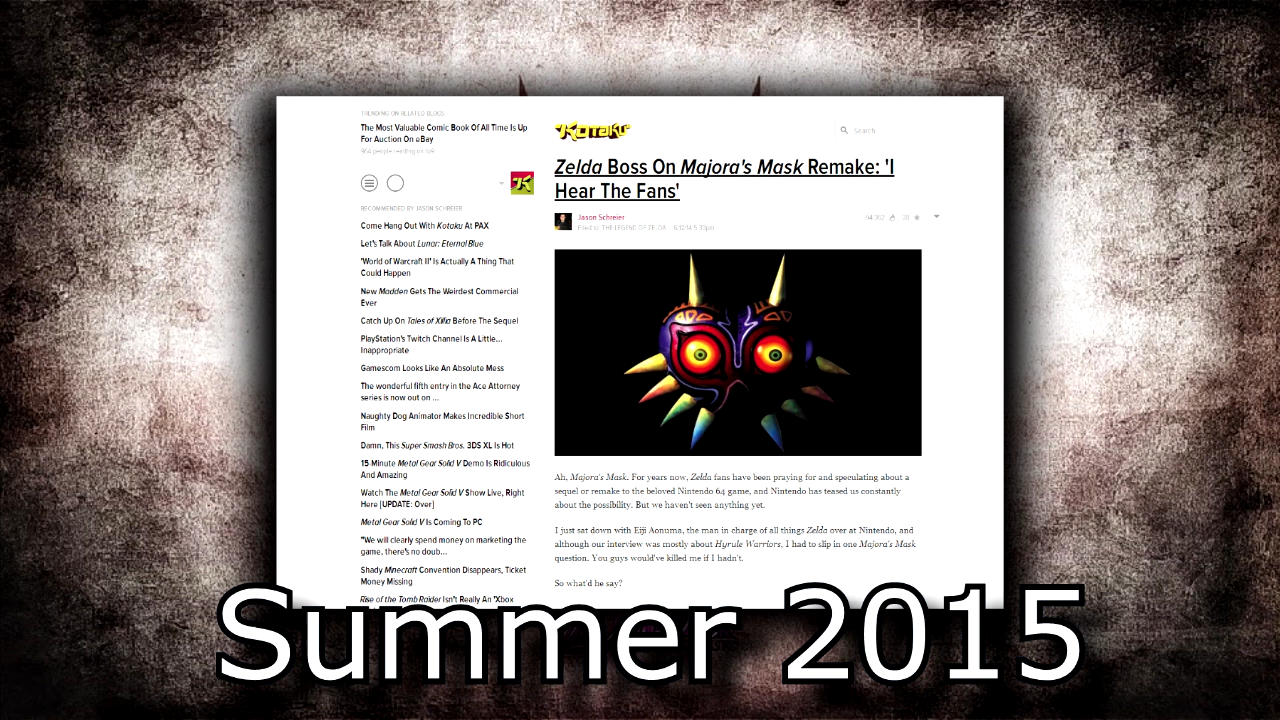 TRENDING ON RELATED BLOGS
The Most Valuable Comic Book Of All Time Is Up
For Auction On eBay
KOTAKU
Search
Zelda Boss On Majora's Mask Remake: 'I
Hear The Fans'
Jason Schreier
Filed to: THE LEGEND OF ZELDA
RECOMMENDED BY JASON SCHREIER
Come Hang Out With Kotaku At PAX
Let's Talk About Lunar: Eternal Blue
'World of Warcraft II' Is Actually A Thing That
Could Happen
New Madden Gets The Weirdest Commercial
Ever
Catch Up On Tales of Xillia Before The Sequel
PlayStation's Twitch Channel Is A Little...
Inappropriate
Gamescom Looks Like An Absolute Mess
The wonderful fifth entry in the Ace Attorney
series is now out on ...
Naughty Dog Animator Makes Incredible Short
Film
Damn, This Super Smash Bros. 3DS XL Is Hot
15-Minute Metal Gear Solid V Demo Is Ridiculous
And Amazing
Watch The Metal Gear Solid V Show Live, Right
Here [UPDATE: Over]
Metal Gear Solid V Is Coming To PC
"We will clearly spend money on marketing the
game, there's no doub...
Shady Minecraft Convention Disappears, Ticket
Money Missing
Rise of the Tomb Raider Isn't Really An 'Xbox
Ah, Majora's Mask. For years now, Zelda fans have been praying for and speculating about a
sequel or remake to the beloved Nintendo 64 game, and Nintendo has teased us constantly
about the possibility. But we haven't seen anything yet.
I just sat down with Eiji Aonuma, the man in charge of all things Zelda over at Nintendo, and
although our interview was mostly about Hyrule Warriors, I had to slip in one Majora's Mask
question. You guys would've killed me if I hadn't.
So what'd he say?
Summer 2015